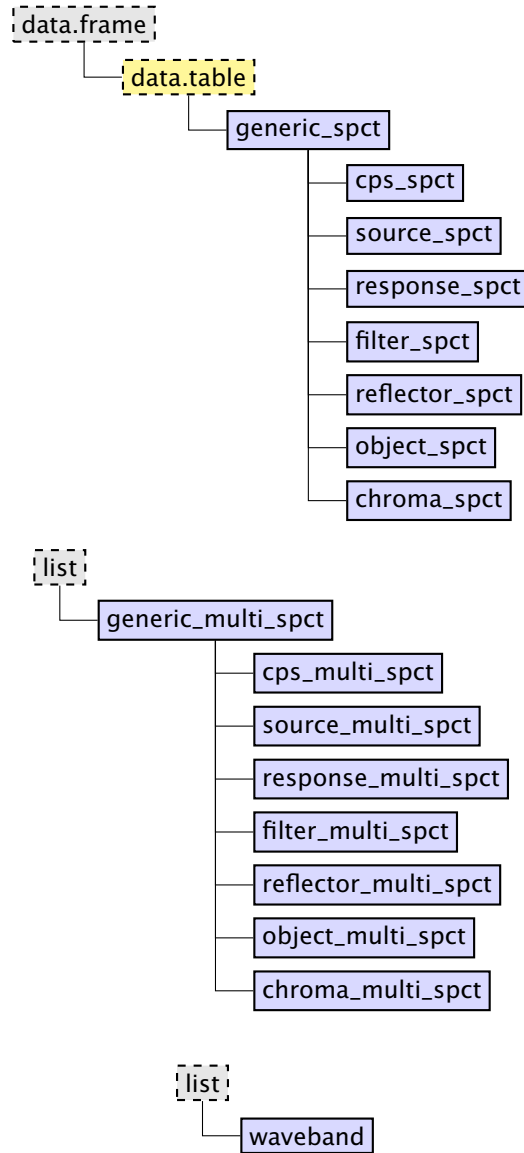 data.frame
data.table
generic_spct
cps_spct
source_spct
response_spct
filter_spct
reflector_spct
object_spct
chroma_spct
list
generic_multi_spct
cps_multi_spct
source_multi_spct
response_multi_spct
filter_multi_spct
reflector_multi_spct
object_multi_spct
chroma_multi_spct
list
waveband